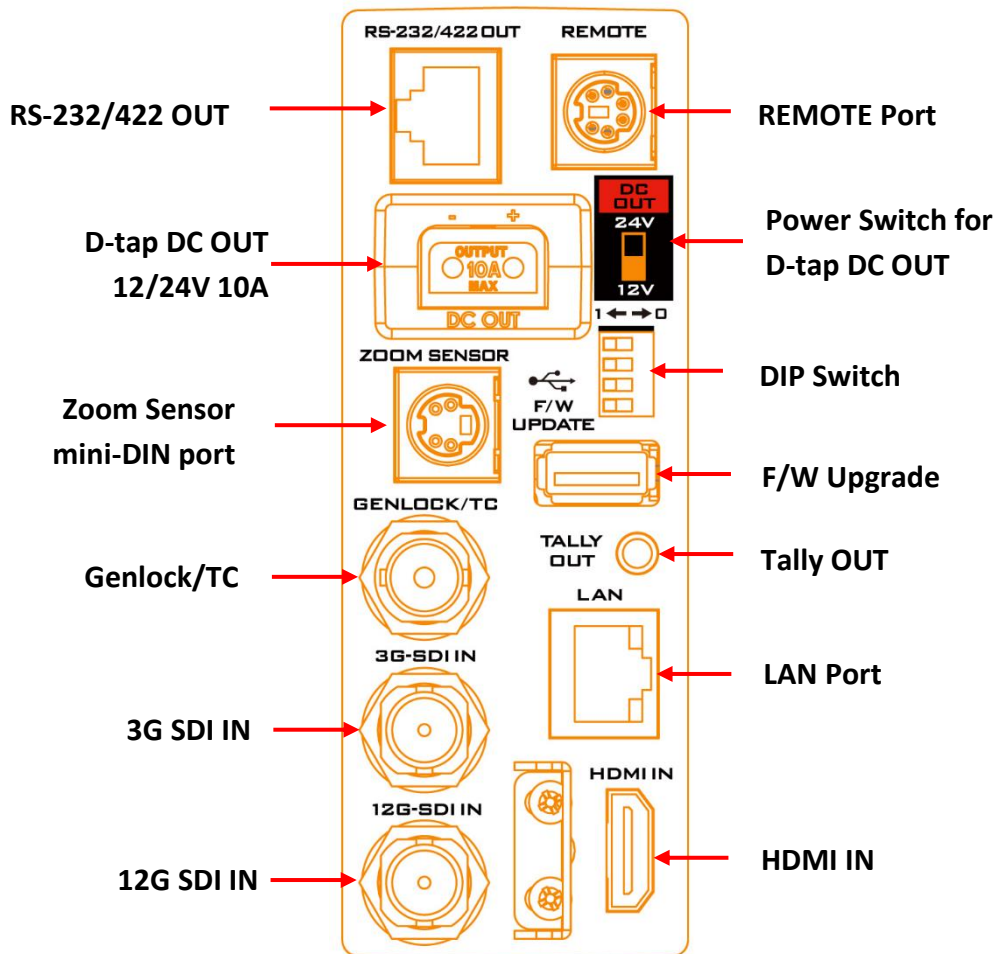 RS-232/422 OUT
REMOTE
RS-232/422 OUT
REMOTE Port
DC
OUT
24V
12V
Power Switch for
D-tap DC OUT
D-tap DC OUT
12/24V 10A
- +
OUTPUT
10A
MAX
DC OUT
1 ←→ 0
DIP Switch
ZOOM SENSOR
Zoom Sensor
mini-DIN port
F/W
UPDATE
F/W Upgrade
GENLOCK/TC
Genlock/TC
TALLY
OUT
Tally OUT
LAN
LAN Port
3G-SDI IN
3G SDI IN
HDMI IN
HDMI IN
12G-SDI IN
12G SDI IN